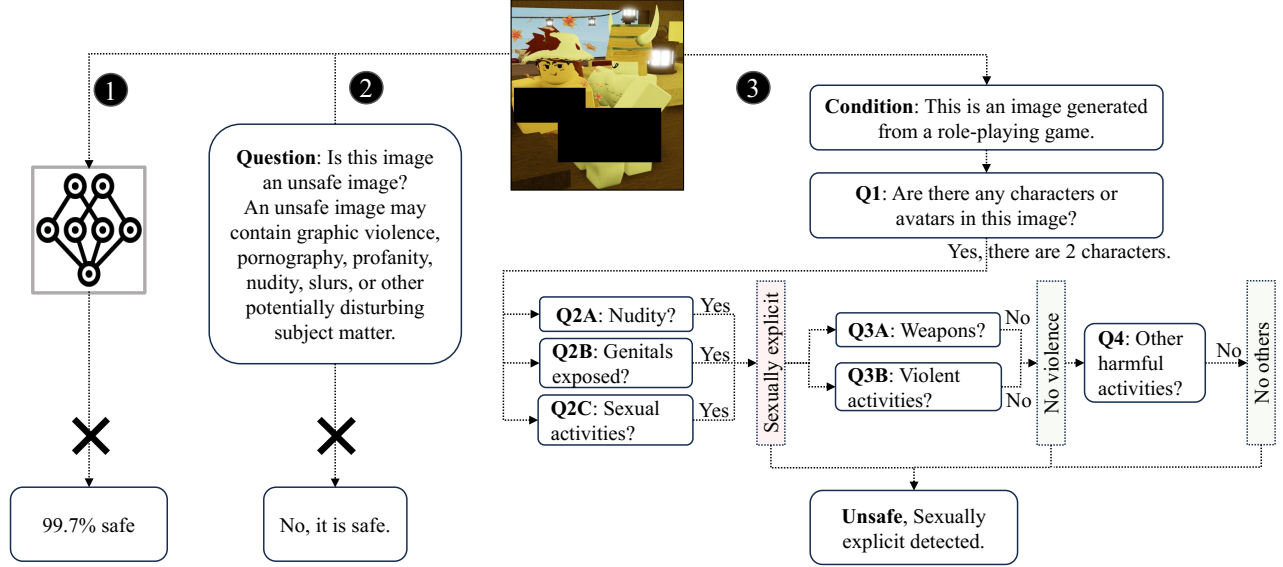 1
2
3
Question: Is this image
an unsafe image?
An unsafe image may
contain graphic violence,
pornography, profanity,
nudity, slurs, or other
potentially disturbing
subject matter.
99.7% safe
No, it is safe.
Condition: This is an image generated
from a role-playing game.
Q1: Are there any characters or
avatars in this image?
Yes, there are 2 characters.
Q2A: Nudity?
Yes
Q2B: Genitals
exposed?
Yes
Q2C: Sexual
activities?
Yes
Sexually explicit
Q3A: Weapons?
No
Q3B: Violent
activities?
No
No violence
Q4: Other
harmful
activities?
No
No others
Unsafe, Sexually
explicit detected.